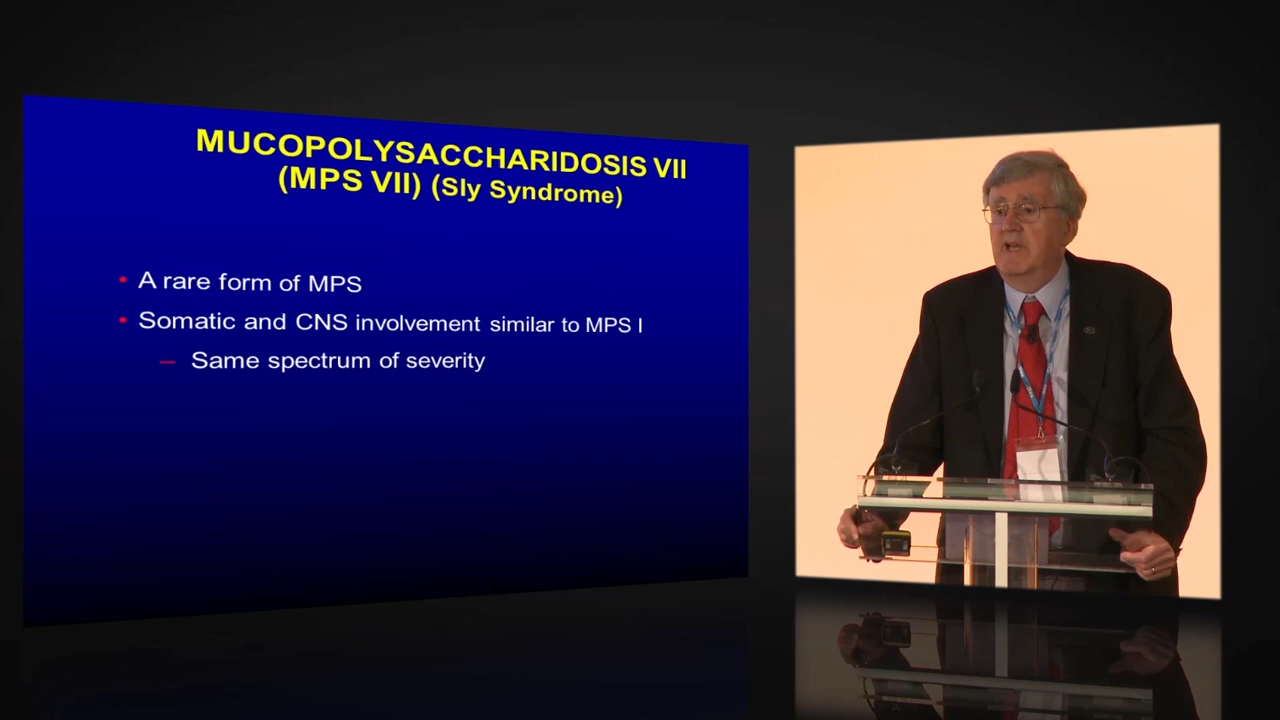 MUCOPOLYSACCHARIDOSIS VII
(MPS VII) (Sly Syndrome)
• A rare form of MPS
• Somatic and CNS involvement similar to MPS I
– Same spectrum of severity